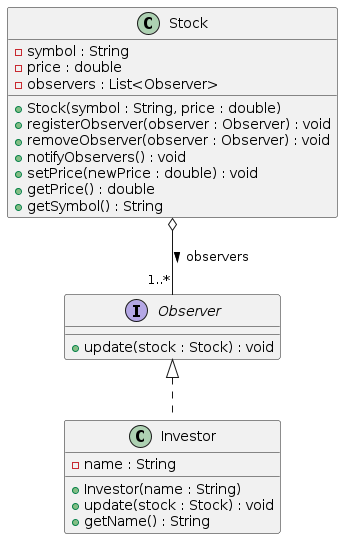 C Stock
symbol : String
price : double
observers : List<Observer>
Stock(symbol : String, price : double)
registerObserver(observer : Observer) : void
removeObserver(observer : Observer) : void
notifyObservers() : void
setPrice(newPrice : double) : void
getPrice() : double
getSymbol() : String
observers
1..*
I Observer
update(stock : Stock) : void
C Investor
name : String
Investor(name : String)
update(stock : Stock) : void
getName() : String